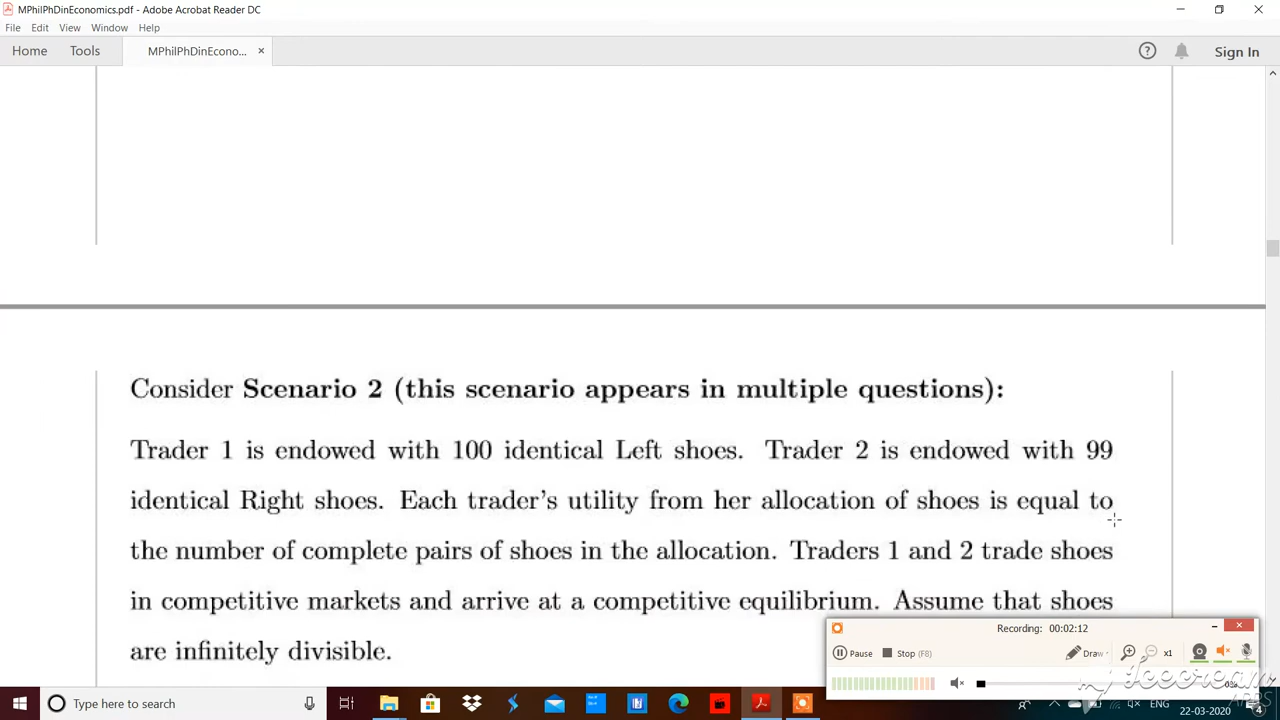 MPhilPhDinEconomics.pdf - Adobe Acrobat Reader DC
File Edit View Window Help
Home Tools MPhilPhDinEcono... × ? Sign In
Consider Scenario 2 (this scenario appears in multiple questions):
Trader 1 is endowed with 100 identical Left shoes. Trader 2 is endowed with 99
identical Right shoes. Each trader's utility from her allocation of shoes is equal to
the number of complete pairs of shoes in the allocation. Traders 1 and 2 trade shoes
in competitive markets and arrive at a competitive equilibrium. Assume that shoes
are infinitely divisible.
Recording: 00:02:12
Pause Stop (F8) Draw x1
Icecream
APPS
Type here to search
ENG
22-03-2020